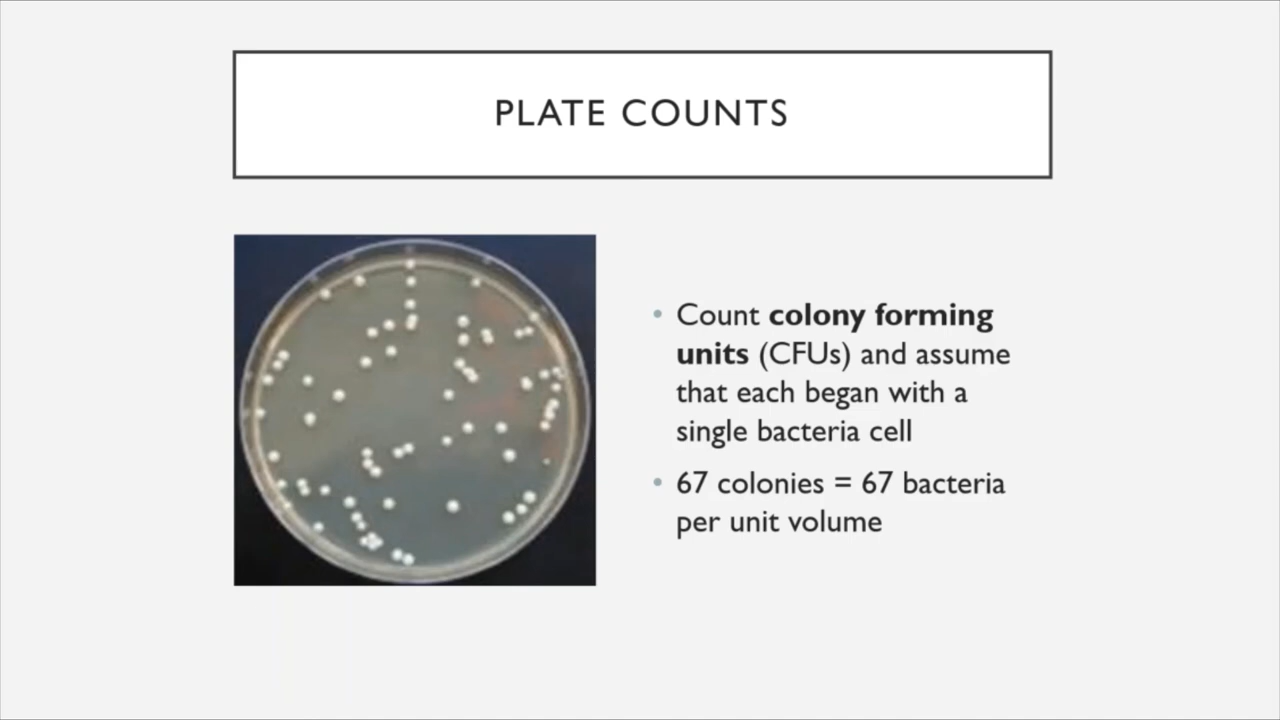 PLATE COUNTS
• Count colony forming
units (CFUs) and assume
that each began with a
single bacteria cell
• 67 colonies = 67 bacteria
per unit volume